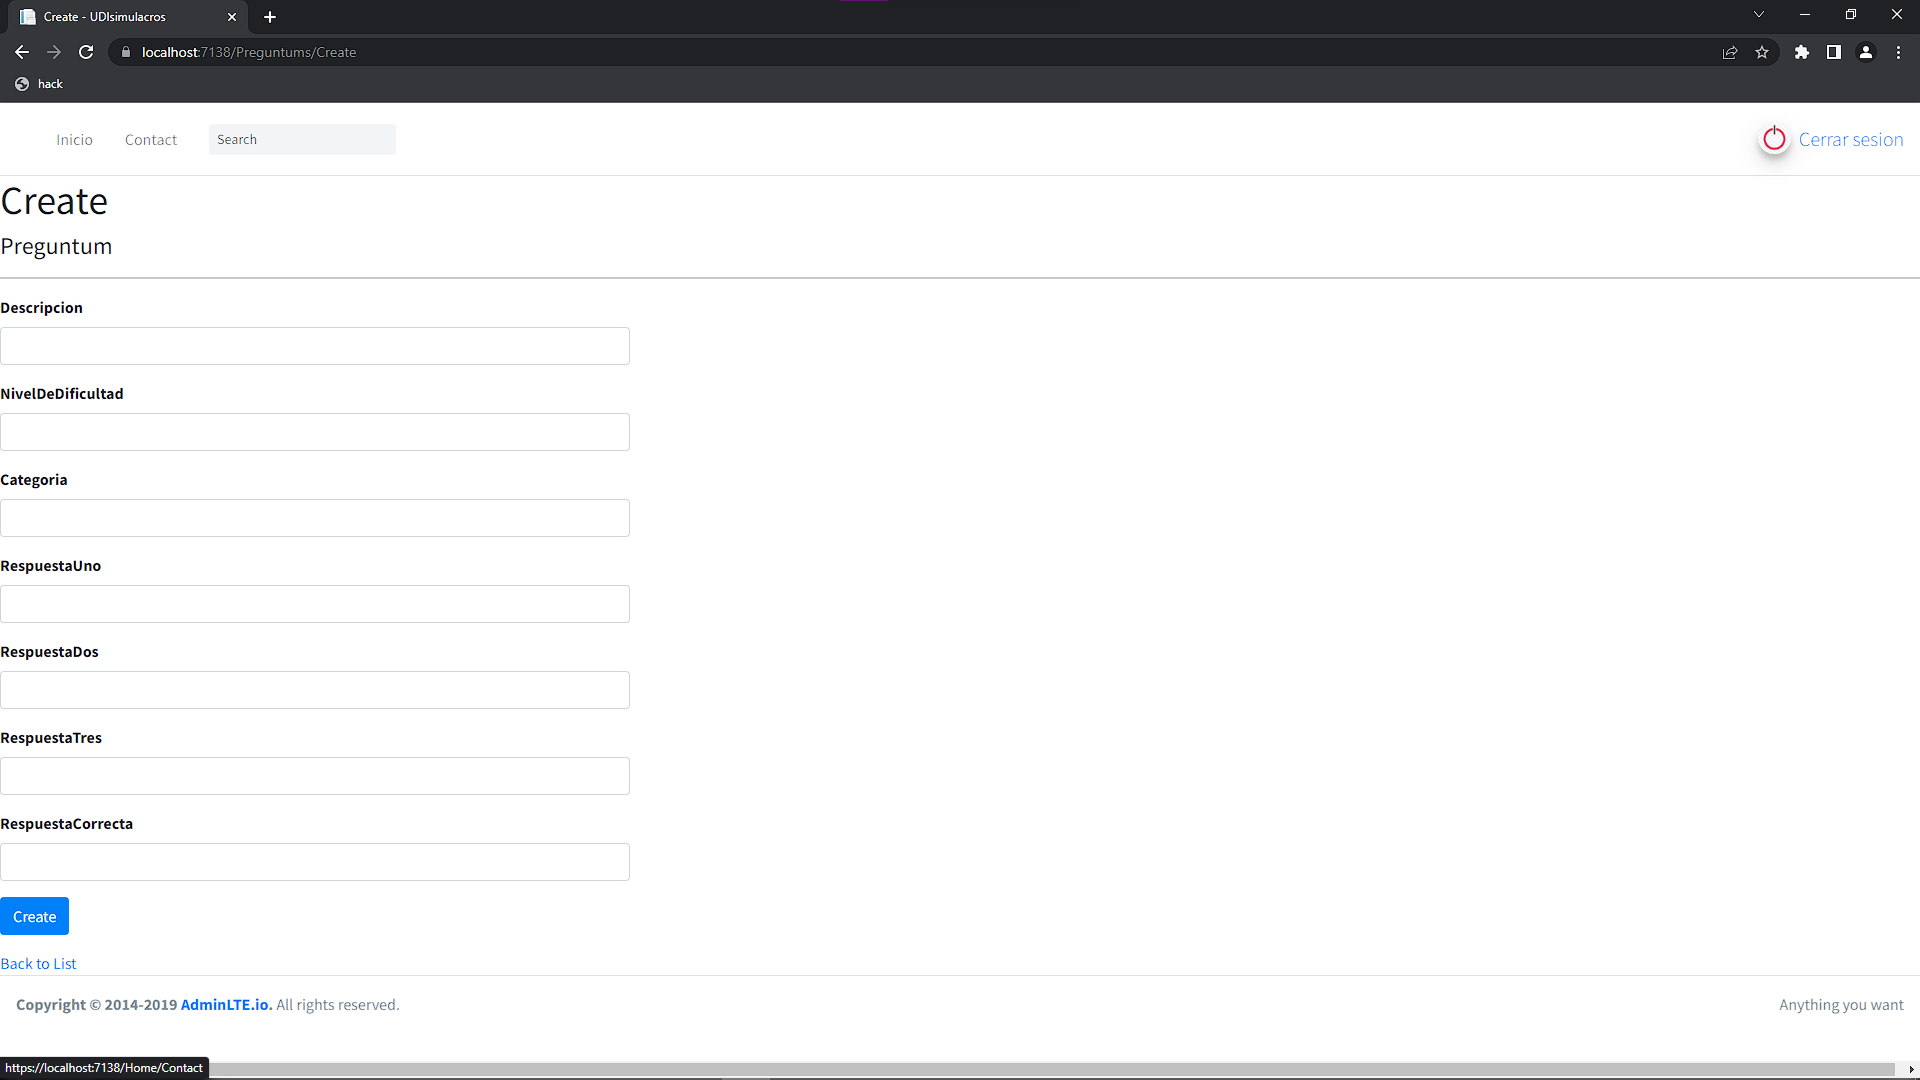 Create - UDIsimulacros
localhost:7138/Preguntums/Create
hack
Inicio Contact Search Cerrar sesion
Create
Preguntum
Descripcion
NivelDeDificultad
Categoria
RespuestaUno
RespuestaDos
RespuestaTres
RespuestaCorrecta
Create
Back to List
Copyright © 2014-2019 AdminLTE.io. All rights reserved. Anything you want
https://localhost:7138/Home/Contact